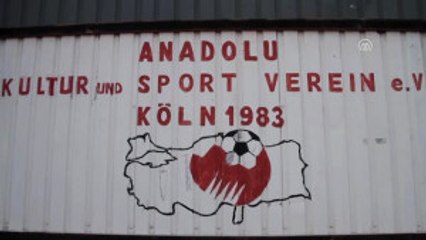 ANADOLU
KULTUR UND SPORT VEREIN e.V
KÖLN 1983